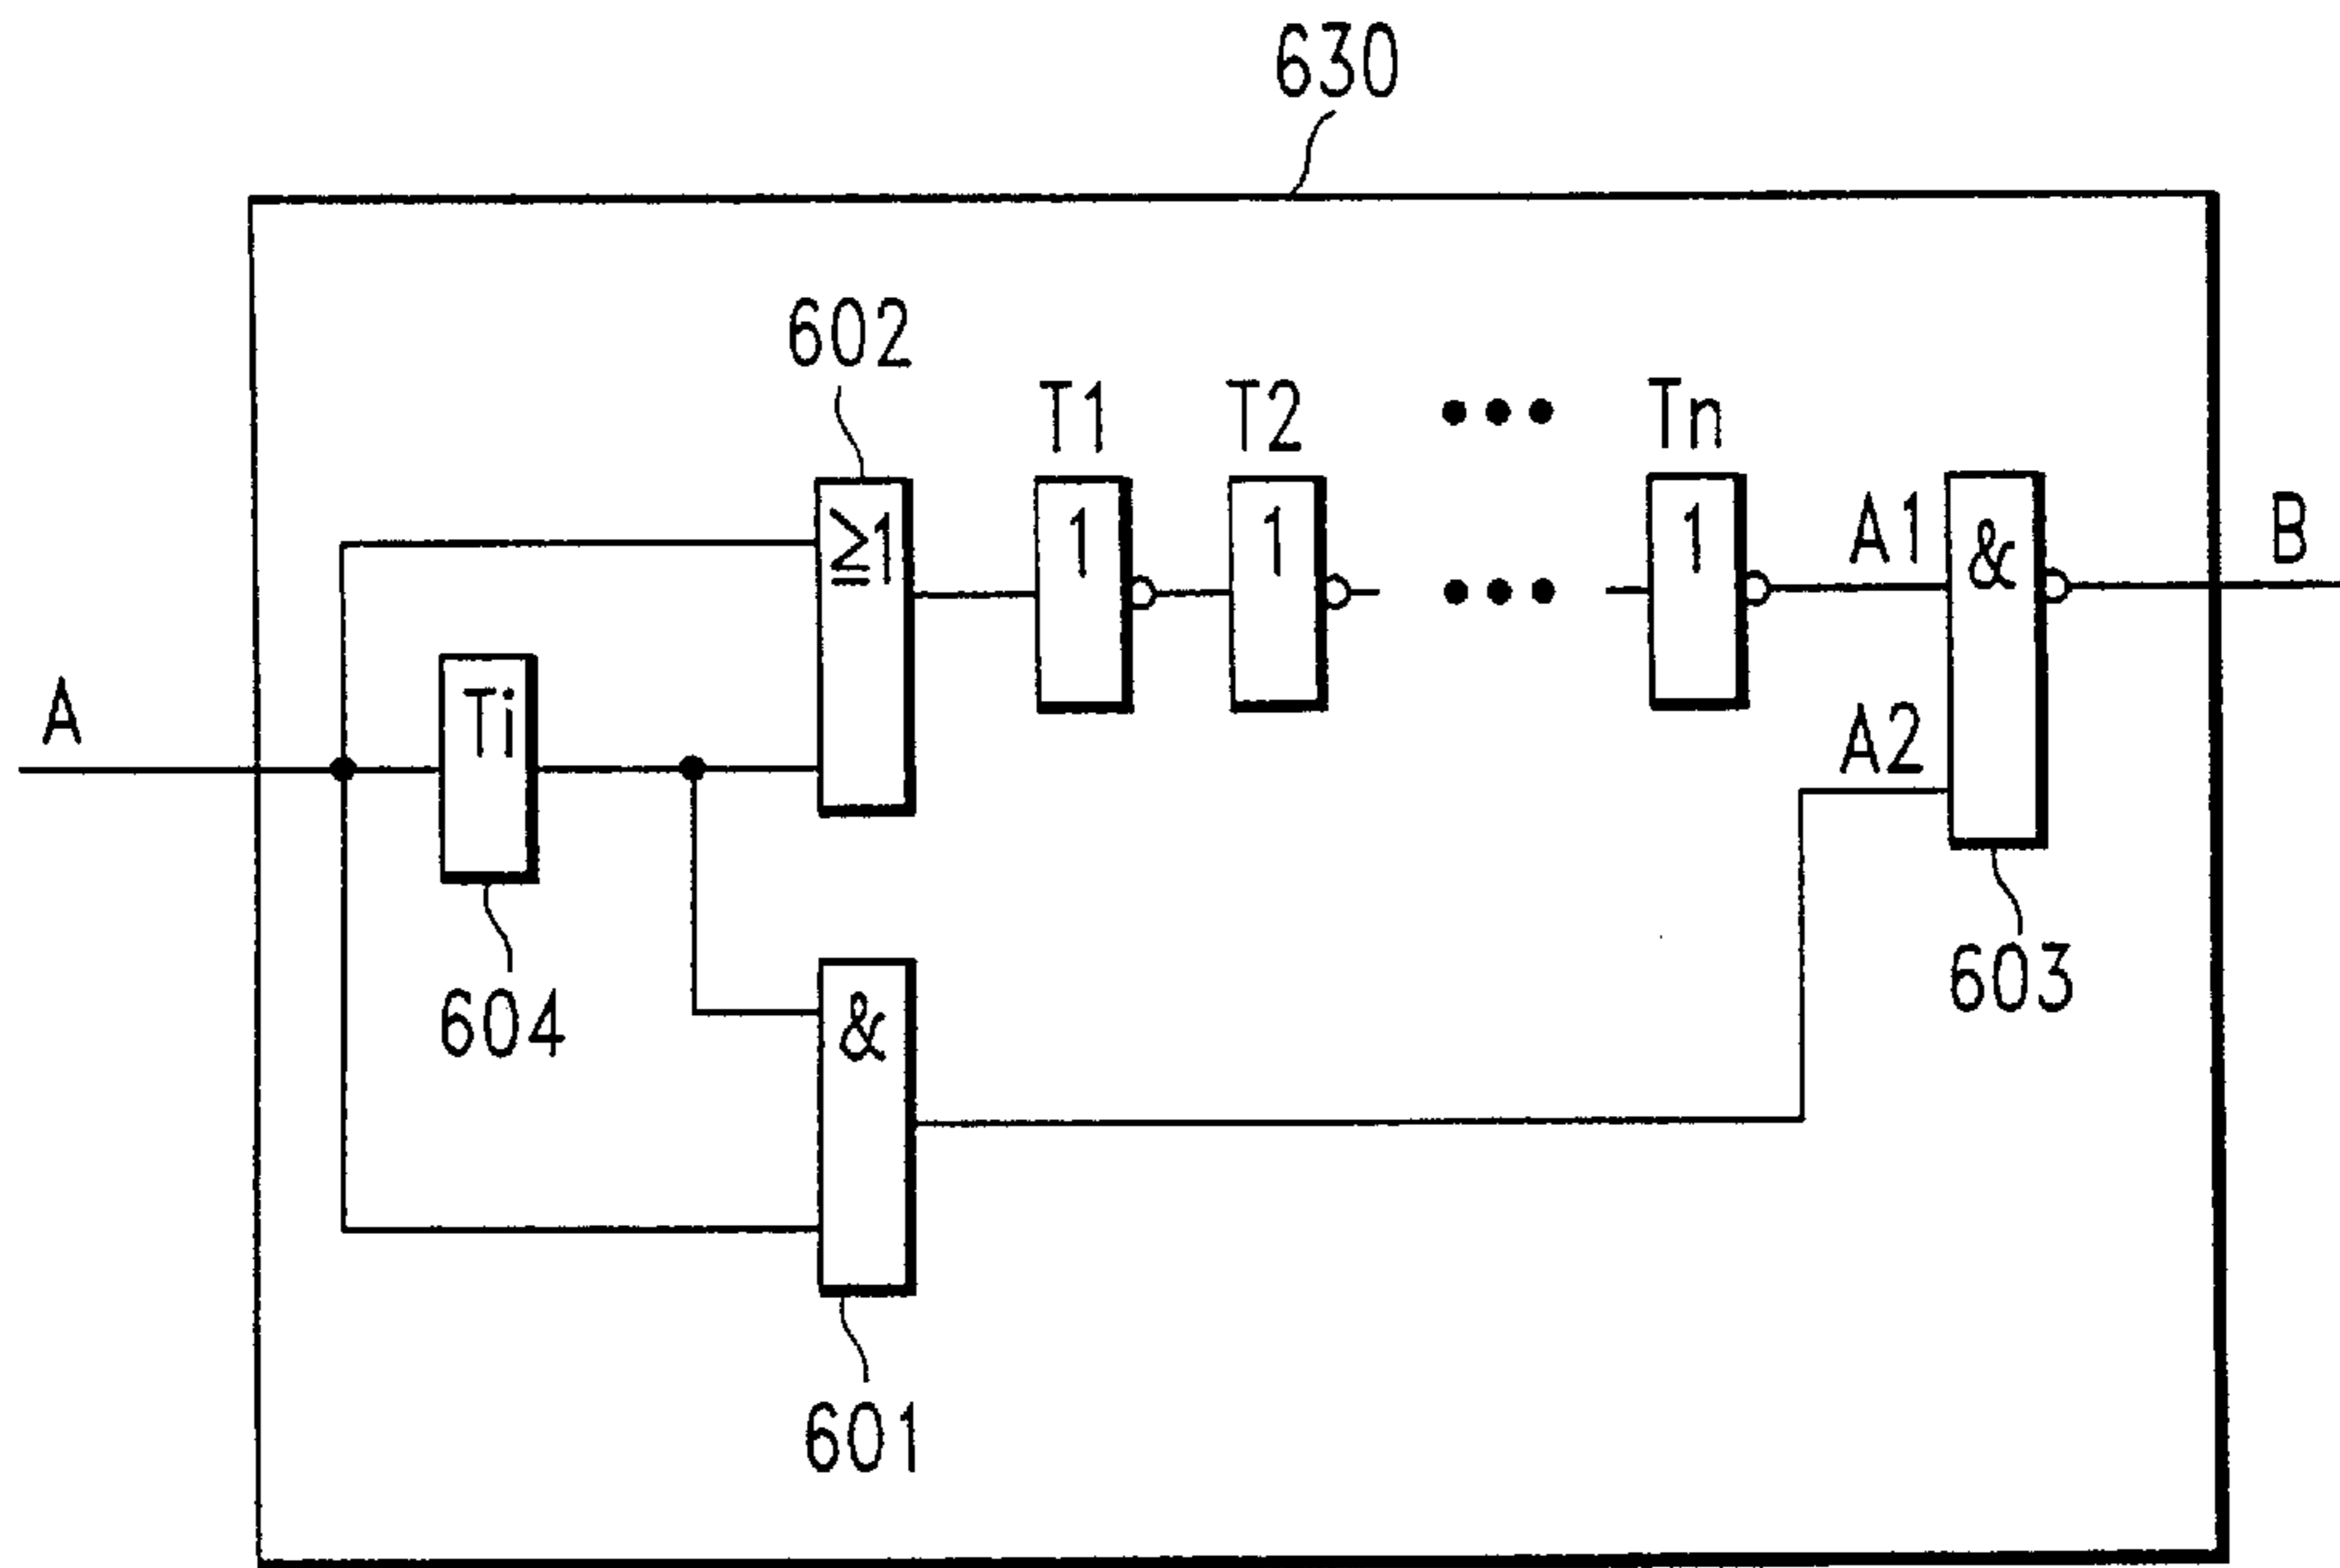 630
602
T1 T2 ••• Tn
≥1 1 1 ••• 1 A1 & B
A Ti A2
604 & 603
601